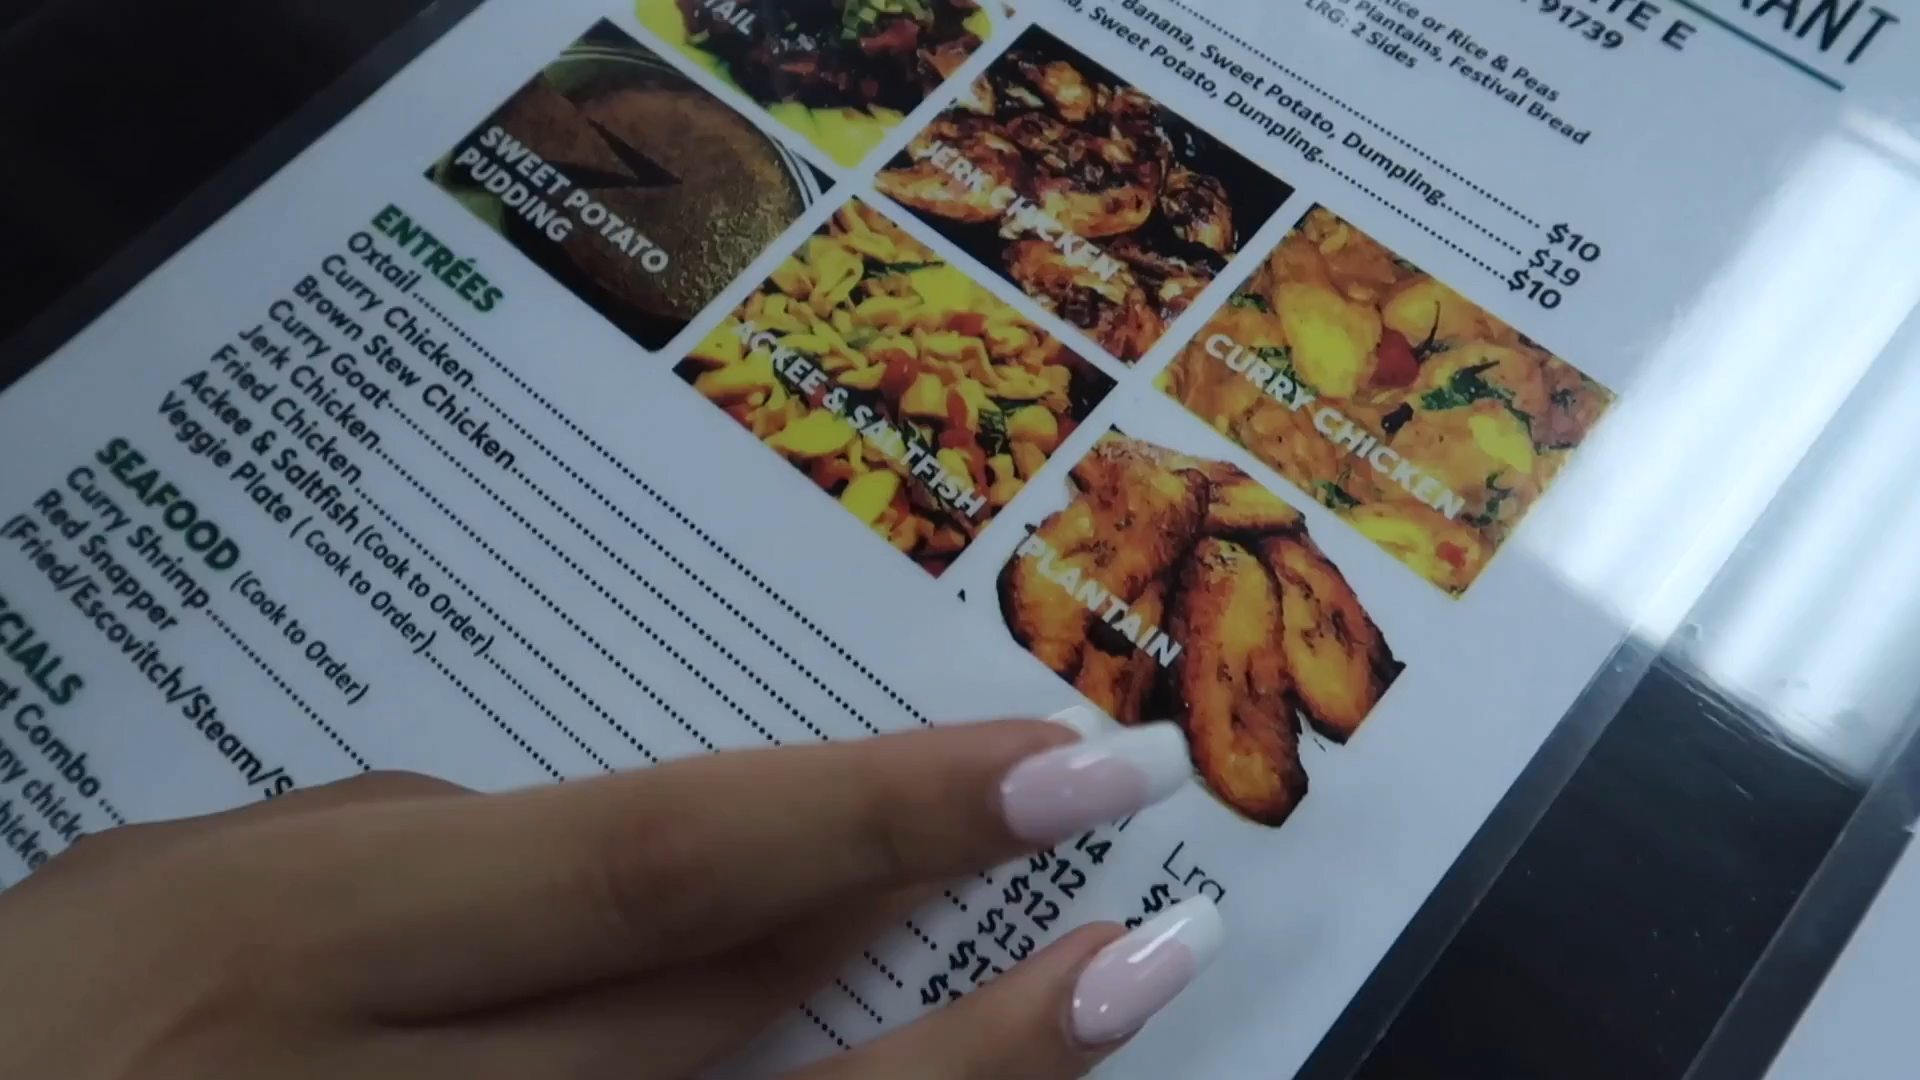 RANT
TE E
91739
Rice or Rice & Peas
Plantains, Festival Bread
LRG: 2 Sides
Banana, Sweet Potato, Dumpling
$10
Sweet Potato, Dumpling
$19
$10
TAIL
SWEET POTATO
PUDDING
JERK CHICKEN
ACKEE & SALTFISH
CURRY CHICKEN
PLANTAIN
ENTRÉES
Oxtail
Curry Chicken
Brown Stew Chicken
Curry Goat
Jerk Chicken
Fried Chicken
Ackee & Saltfish (Cook to Order)
Veggie Plate ( Cook to Order)
Lrg
14
$12
$12
$13
SEAFOOD (Cook to Order)
Curry Shrimp
Red Snapper
(Fried/Escovitch/Steam/S
CIALS
Combo